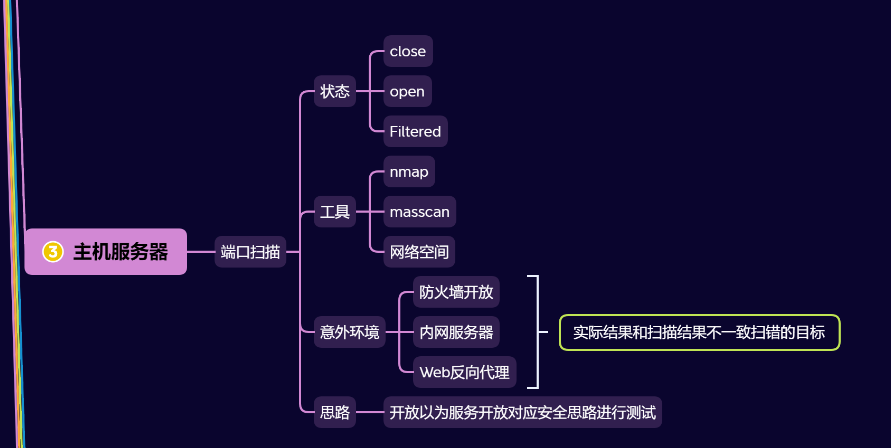 3 主机服务器
端口扫描
状态
close
open
Filtered
工具
nmap
masscan
网络空间
意外环境
防火墙开放
内网服务器
Web反向代理
实际结果和扫描结果不一致扫错的目标
思路
开放以为服务开放对应安全思路进行测试